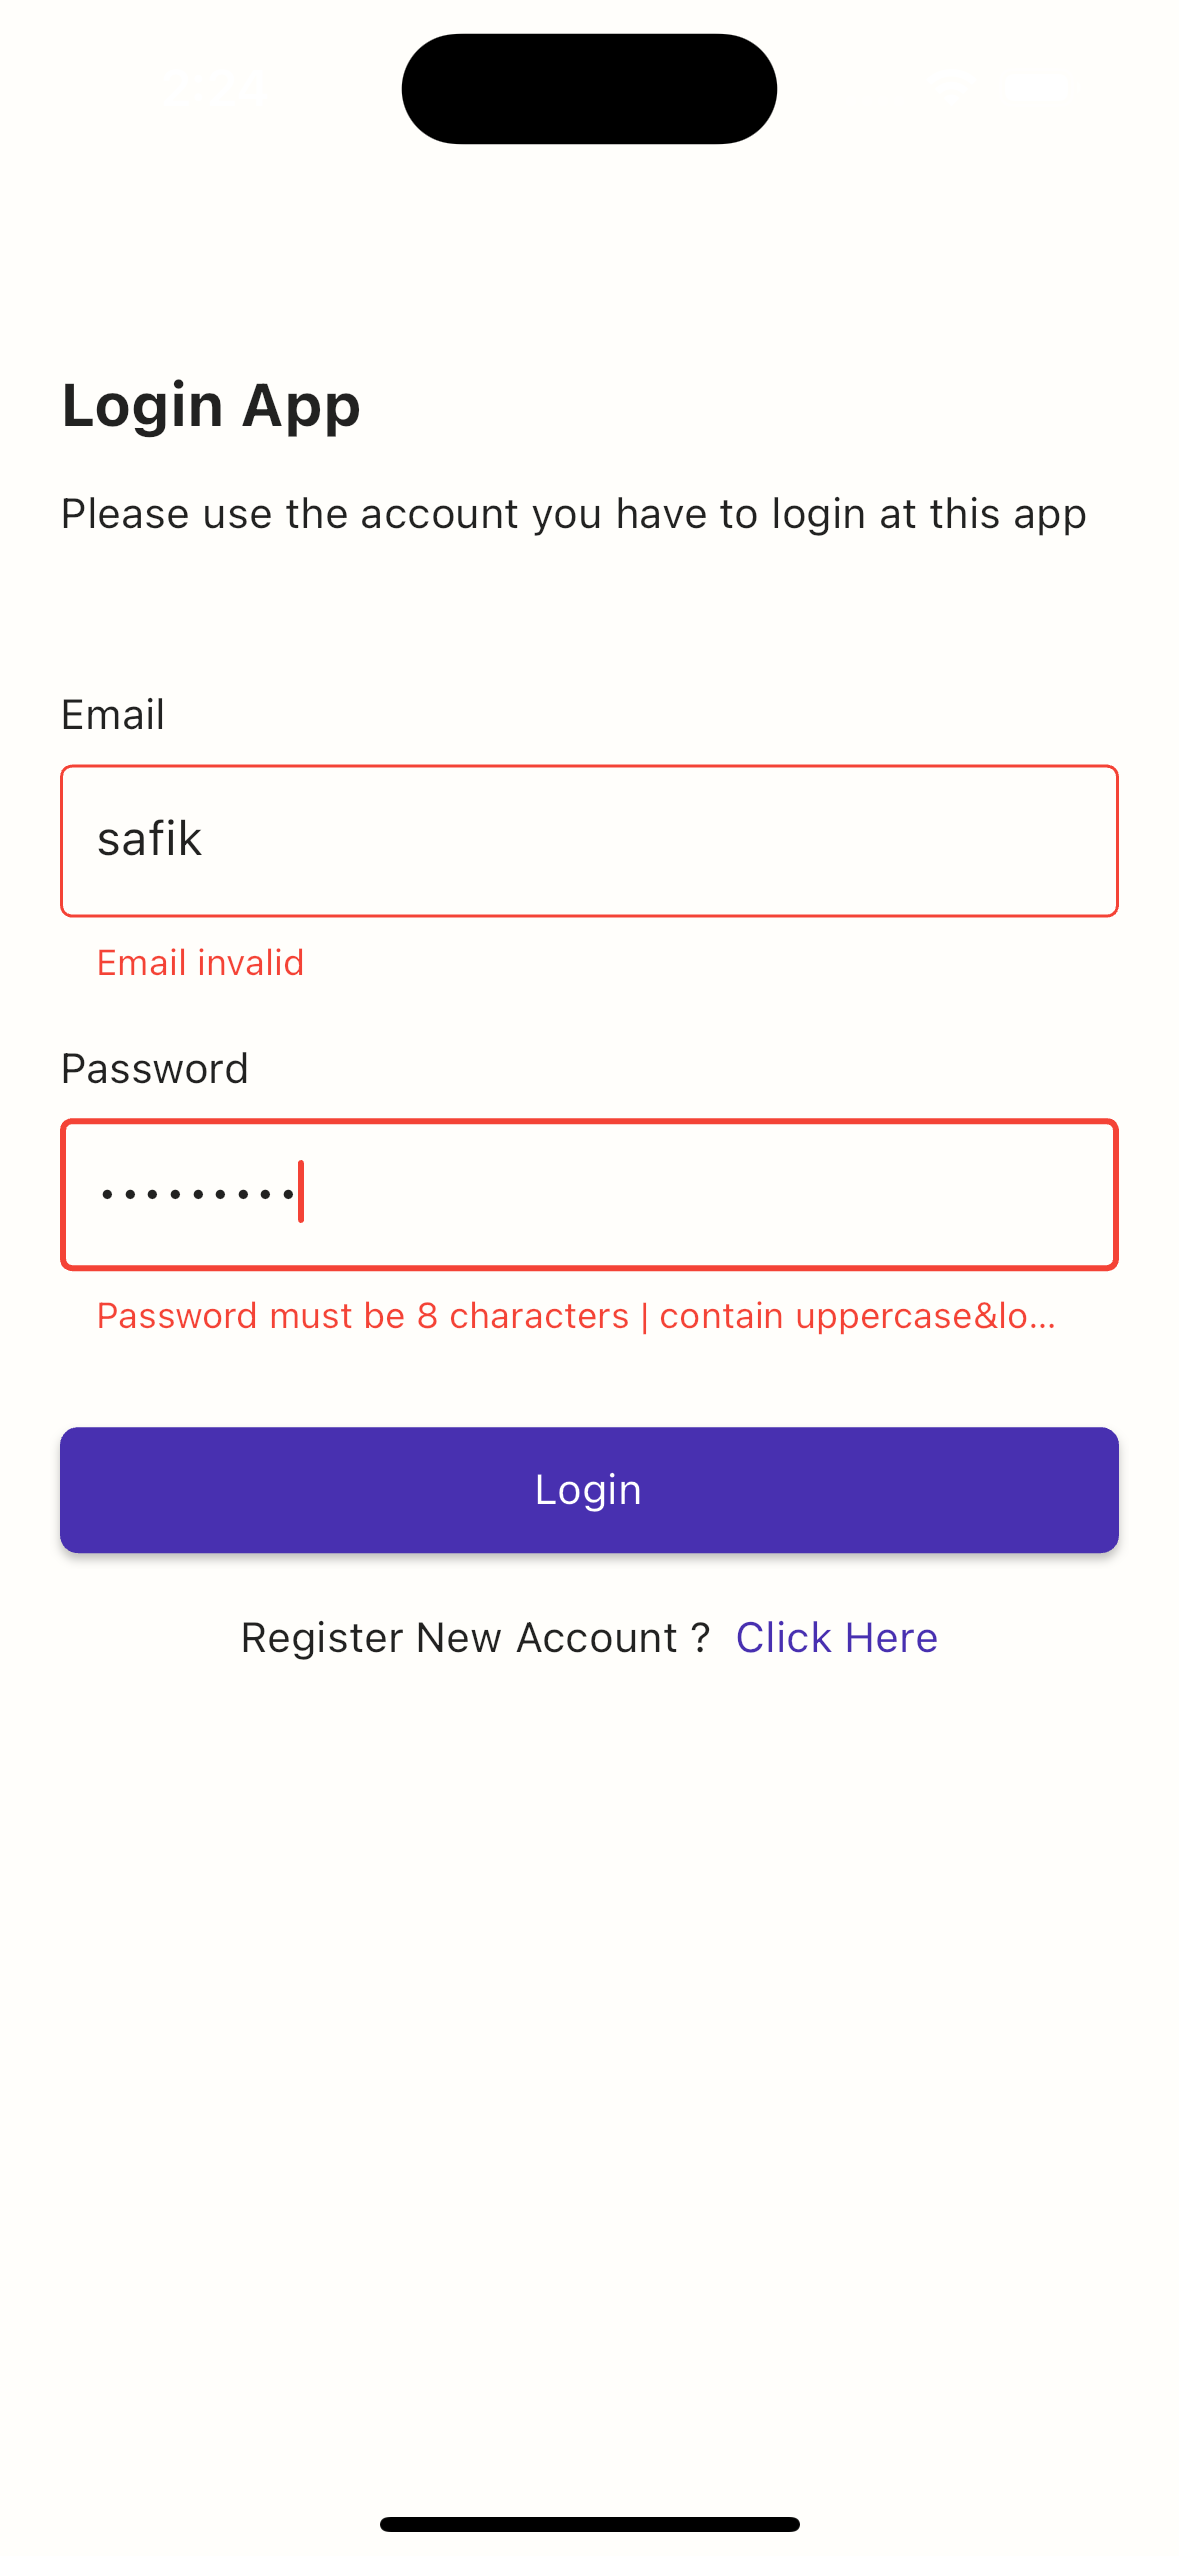 Login App
Please use the account you have to login at this app
Email
safik
Email invalid
Password
•••••••••
Password must be 8 characters | contain uppercase&lo...
Login
Register New Account ? Click Here